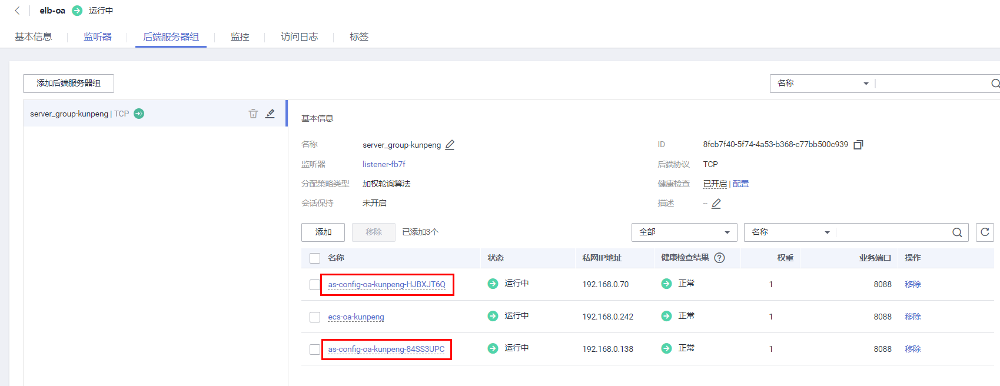 elb-oa 运行中
基本信息 监听器 后端服务器组 监控 访问日志 标签
添加后端服务器组 名称
server_group-kunpeng | TCP
基本信息
名称 server_group-kunpeng ID 8fcb7f40-5f74-4a53-b368-c77bb500c939
监听器 listener-fb7f 后端协议 TCP
分配策略类型 加权轮询算法 健康检查 已开启 | 配置
会话保持 未开启 描述 --
添加 移除 已添加3个 全部 名称
名称 状态 私网IP地址 健康检查结果 ? 权重 业务端口 操作
as-config-oa-kunpeng-HJBXJT6Q 运行中 192.168.0.70 正常 1 8088 移除
ecs-oa-kunpeng 运行中 192.168.0.242 正常 1 8088 移除
as-config-oa-kunpeng-84SS3UPC 运行中 192.168.0.138 正常 1 8088 移除